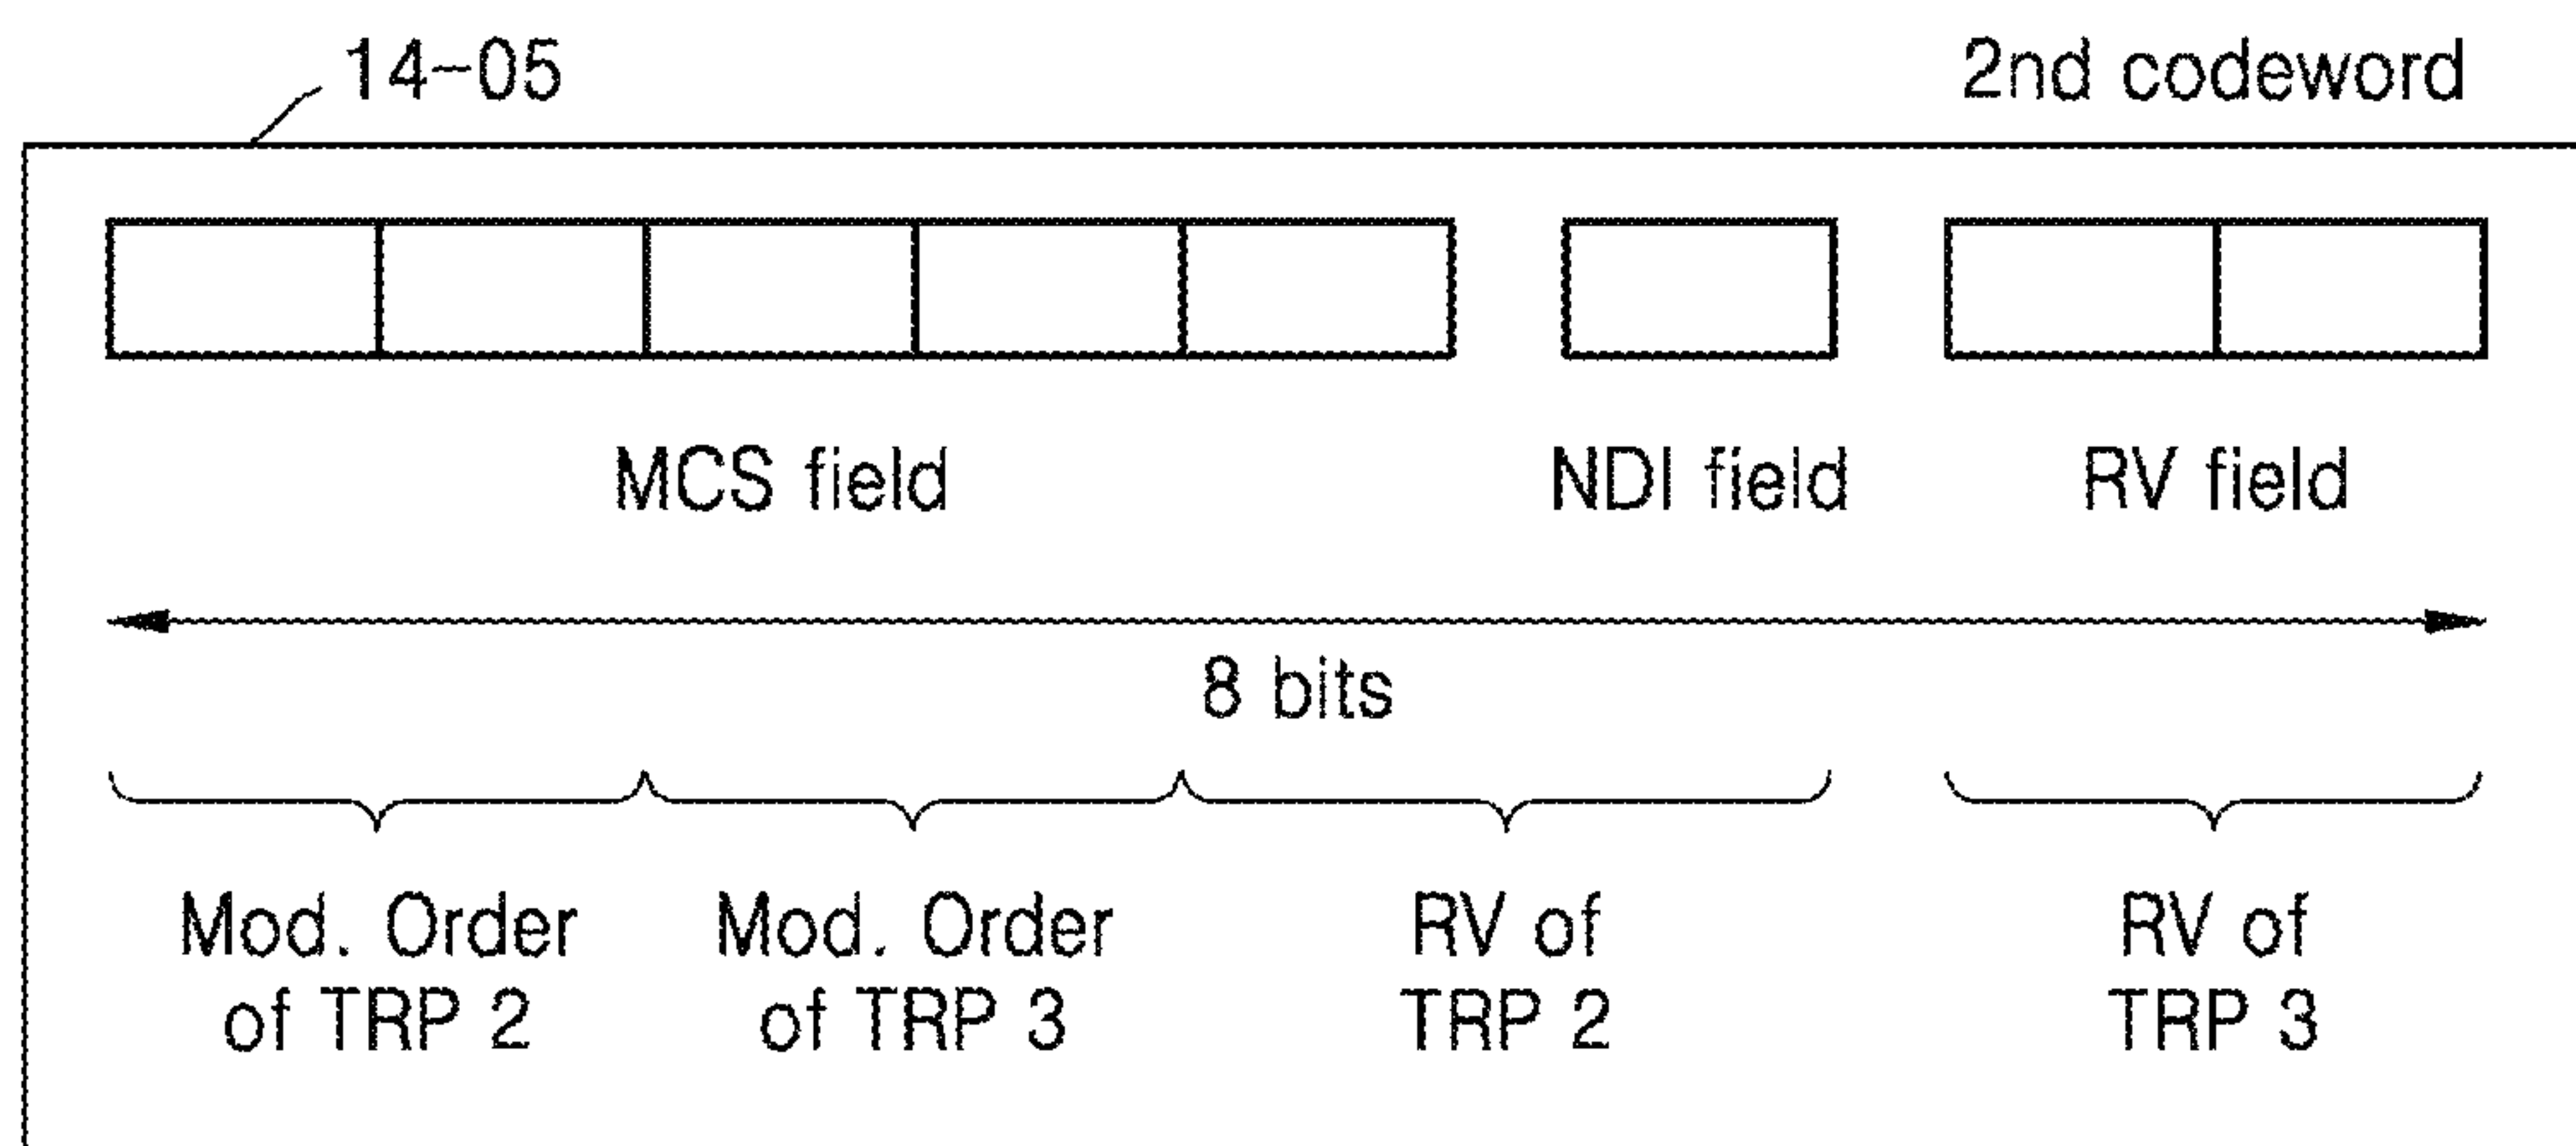 14-05
2nd codeword
MCS field
NDI field
RV field
8 bits
Mod. Order
of TRP 2
Mod. Order
of TRP 3
RV of
TRP 2
RV of
TRP 3